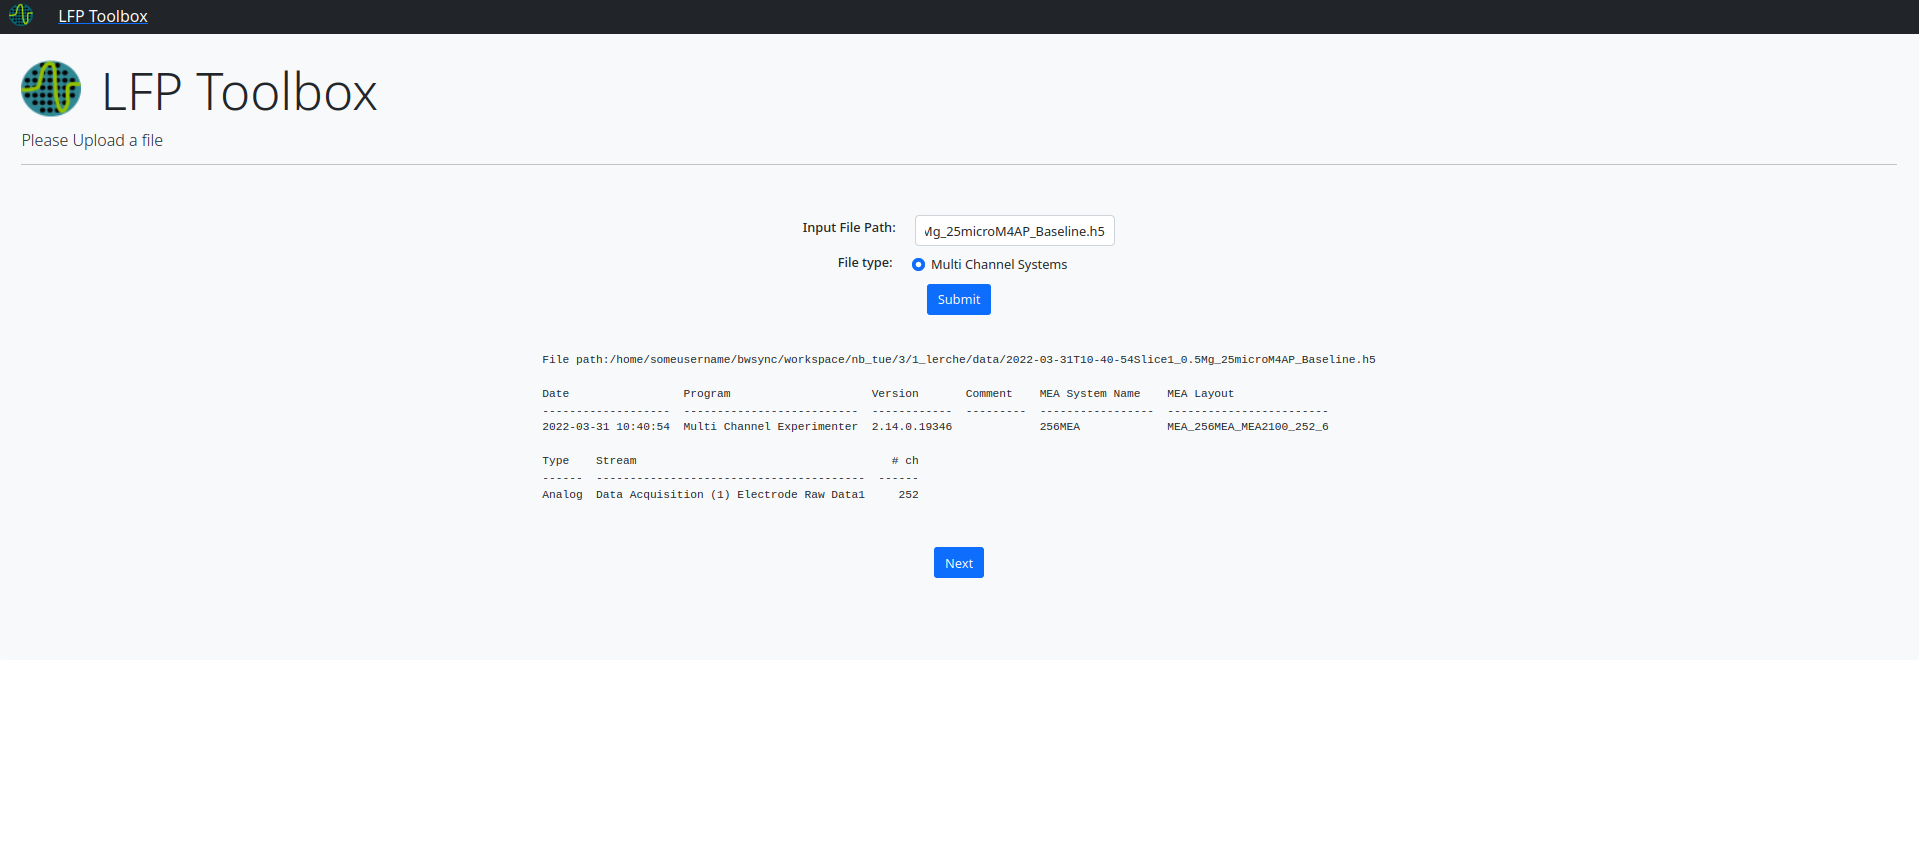 LFP Toolbox
LFP Toolbox
Please Upload a file
Input File Path: Mg_25microM4AP_Baseline.h5
File type: Multi Channel Systems
Submit
File path:/home/someusername/bwsync/workspace/nb_tue/3/1_lerche/data/2022-03-31T10-40-54Slice1_0.5Mg_25microM4AP_Baseline.h5
Date Program Version Comment MEA System Name MEA Layout
------------------- -------------------------- ------------ --------- ----------------- ------------------------
2022-03-31 10:40:54 Multi Channel Experimenter 2.14.0.19346 256MEA MEA_256MEA_MEA2100_252_6
Type Stream # ch
------ ---------------------------------------- ------
Analog Data Acquisition (1) Electrode Raw Data1 252
Next